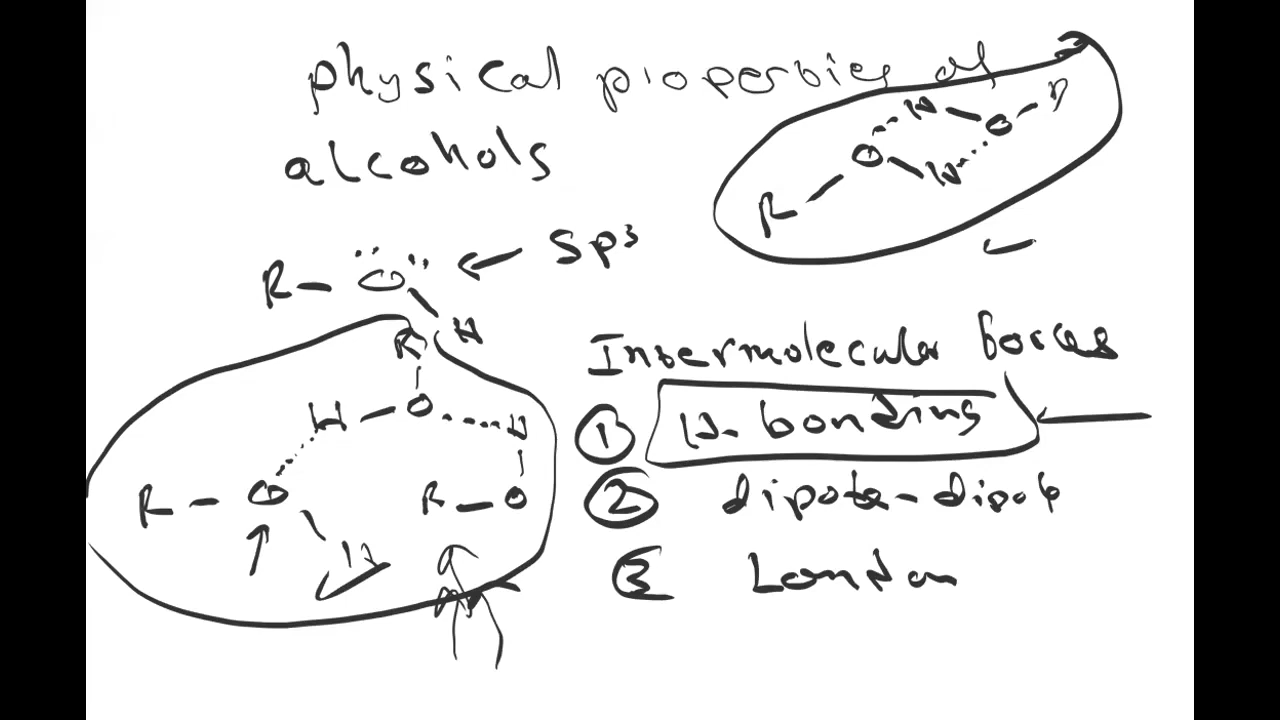 physical properties of
alcohols
R - O - H
sp3
R
H - O ... H
R - O
H
R - O
H - O - R
O - H
R
Intermolecular forces
① H-bonding
② dipole-dipole
③ London